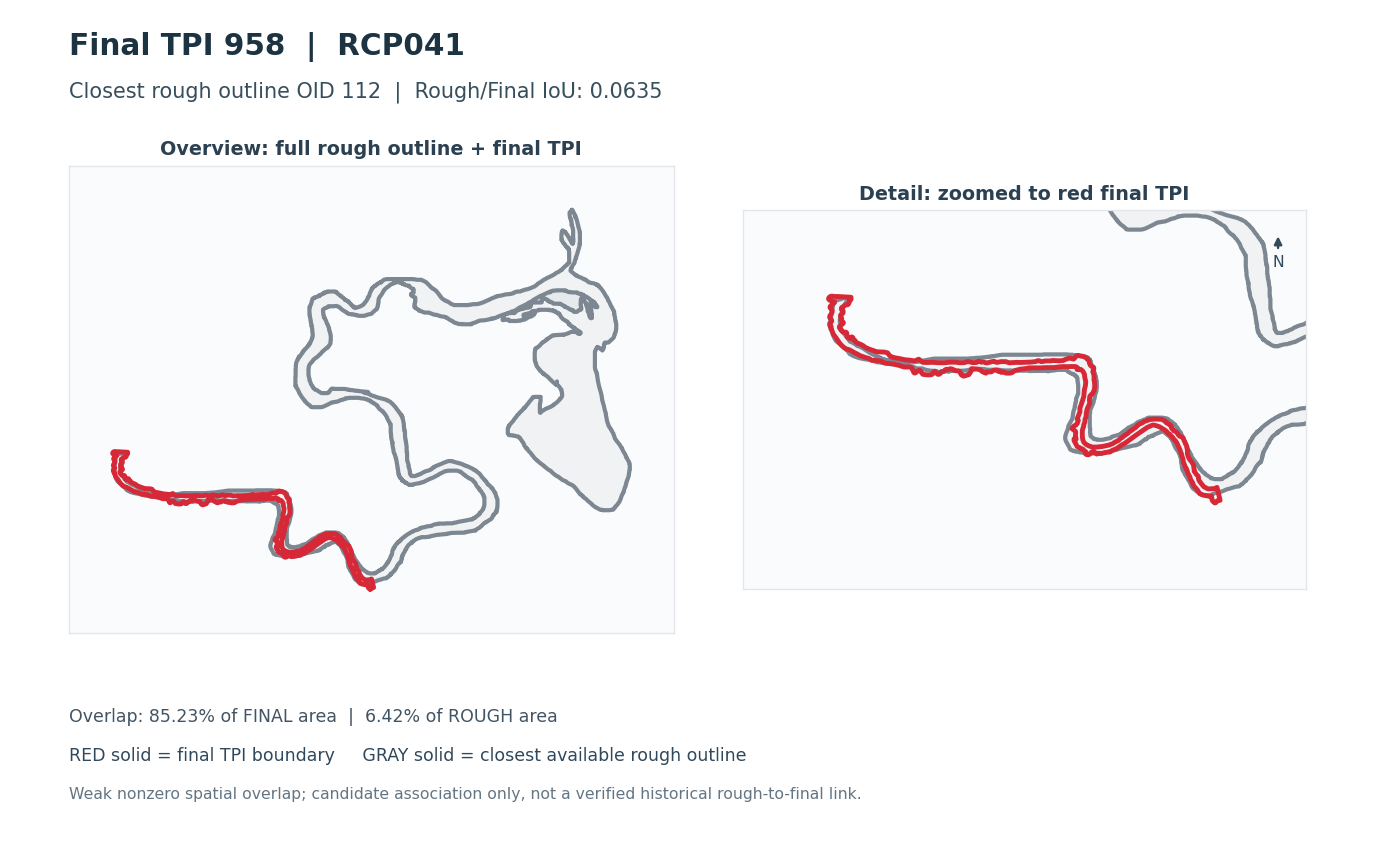 Final TPI 958 | RCP041
Closest rough outline OID 112 | Rough/Final IoU: 0.0635
Overview: full rough outline + final TPI
Detail: zoomed to red final TPI
N
Overlap: 85.23% of FINAL area | 6.42% of ROUGH area
RED solid = final TPI boundary GRAY solid = closest available rough outline
Weak nonzero spatial overlap; candidate association only, not a verified historical rough-to-final link.